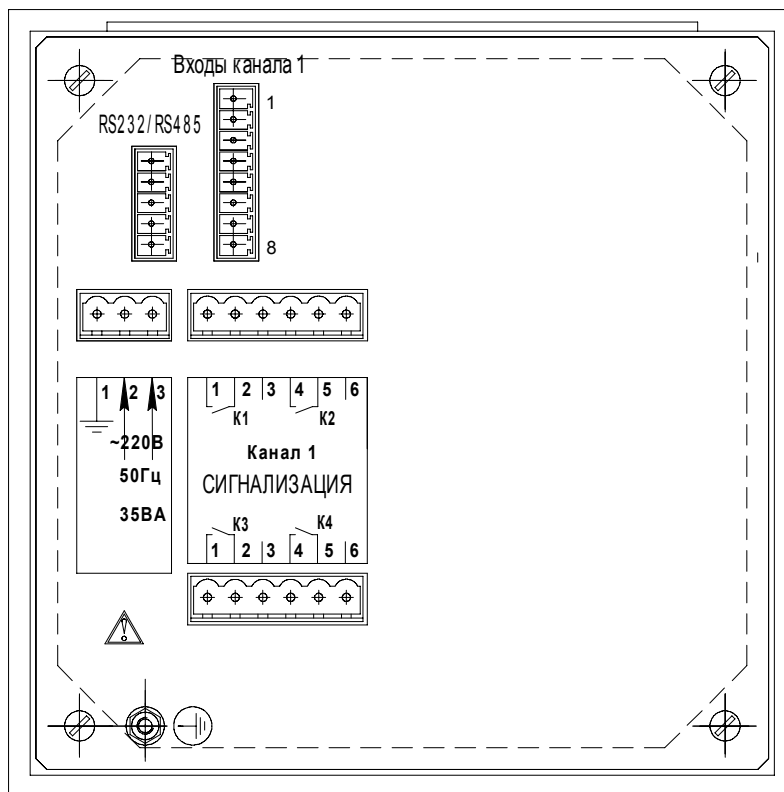 Входы канала 1
1
RS232/RS485
8
1 2 3
~220В
50Гц
35ВА
1 2 3 4 5 6
К1 К2
Канал 1
СИГНАЛИЗАЦИЯ
К3 К4
1 2 3 4 5 6